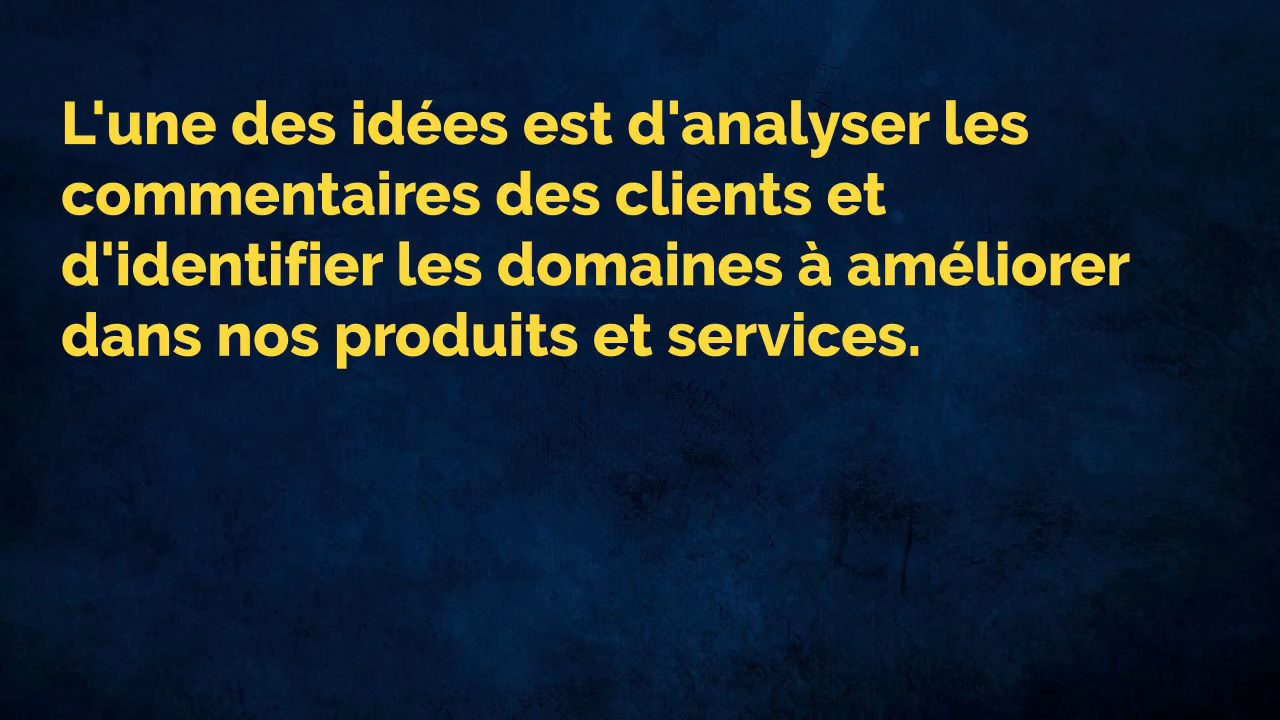 L'une des idées est d'analyser les
commentaires des clients et
d'identifier les domaines à améliorer
dans nos produits et services.